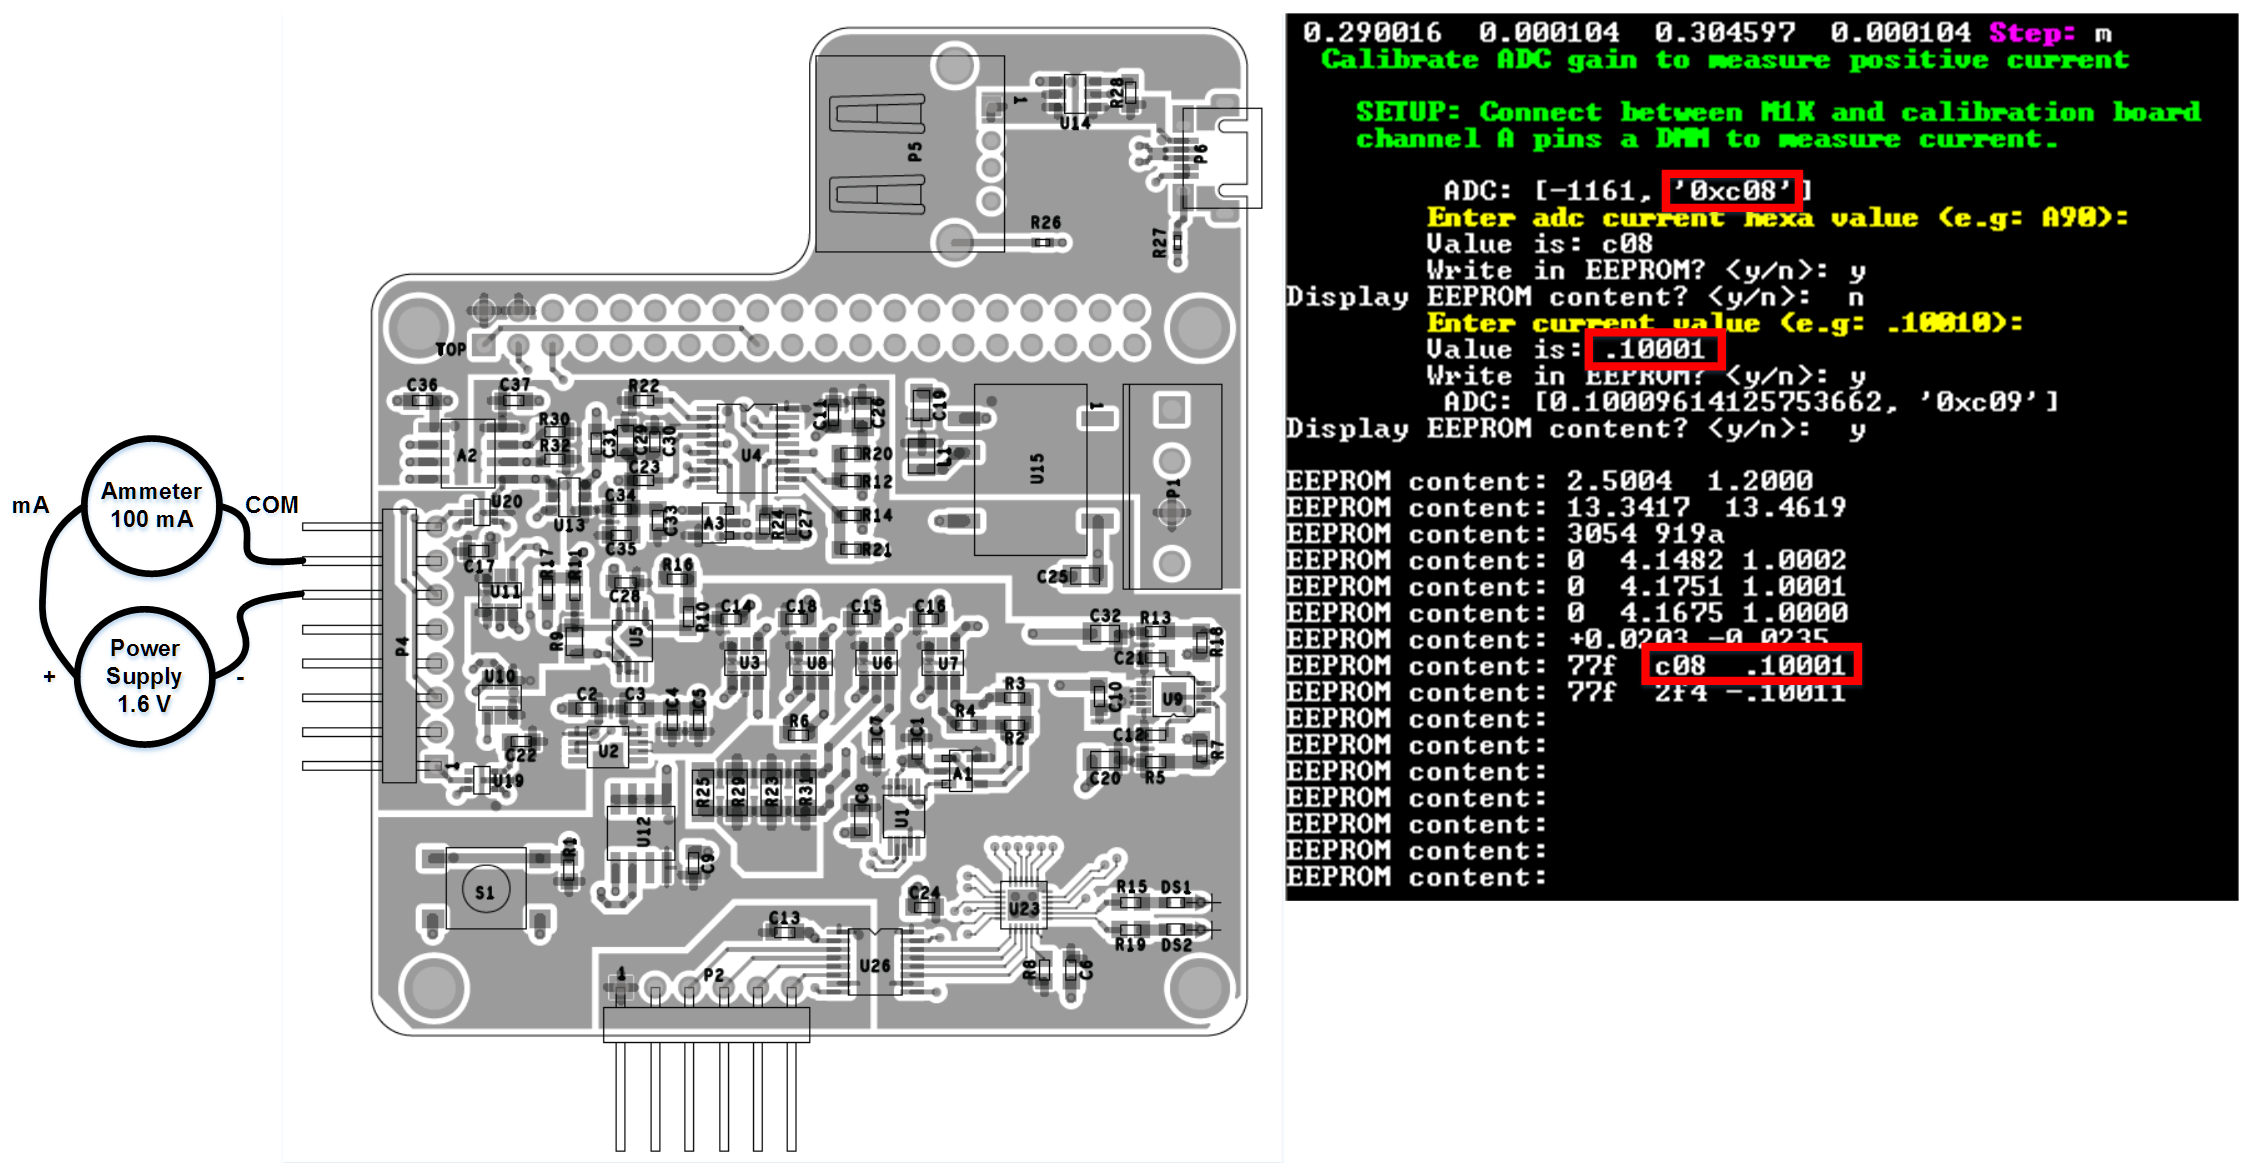 mA
Ammeter
100 mA
COM
Power
Supply
1.6 V
+
-
P5
1
U14
R28
P6
R26
R27
TOP
C36
C37
R22
C11
C26
C19
1
R30
R32
C31
C29
C30
A2
U4
R20
L1
U15
P1
C23
R12
U20
U13
C34
C33
A3
R24
C27
R14
C35
R21
C17
U11
R17
R11
R16
C25
C28
R10
C14
C18
C15
C16
C32
R13
R18
P4
R9
U5
U3
U8
U6
U7
C21
U10
C2
C3
C4
C5
R3
C10
U9
R6
C7
C1
R4
R2
C12
R7
U2
C22
1
U19
A1
C20
R5
R25
R29
R23
R31
C8
U1
U12
R1
C9
S1
C24
U23
R15
DS1
C13
R19
DS2
1
P2
U26
R8
C6
0.290016 0.000104 0.304597 0.000104 Step: m
Calibrate ADC gain to measure positive current
SETUP: Connect between M1K and calibration board
channel A pins a DMM to measure current.
ADC: [-1161, '0xc08']
Enter adc current hexa value (e.g: A90):
Value is: c08
Write in EEPROM? <y/n>: y
Display EEPROM content? <y/n>: n
Enter current value (e.g: .10010):
Value is: .10001
Write in EEPROM? <y/n>: y
ADC: [0.10009614125753662, '0xc09']
Display EEPROM content? <y/n>: y
EEPROM content: 2.5004 1.2000
EEPROM content: 13.3417 13.4619
EEPROM content: 3054 919a
EEPROM content: 0 4.1482 1.0002
EEPROM content: 0 4.1751 1.0001
EEPROM content: 0 4.1675 1.0000
EEPROM content: +0.0203 -0.0235
EEPROM content: 77f c08 .10001
EEPROM content: 77f 2f4 -.10011
EEPROM content:
EEPROM content:
EEPROM content:
EEPROM content:
EEPROM content:
EEPROM content:
EEPROM content: